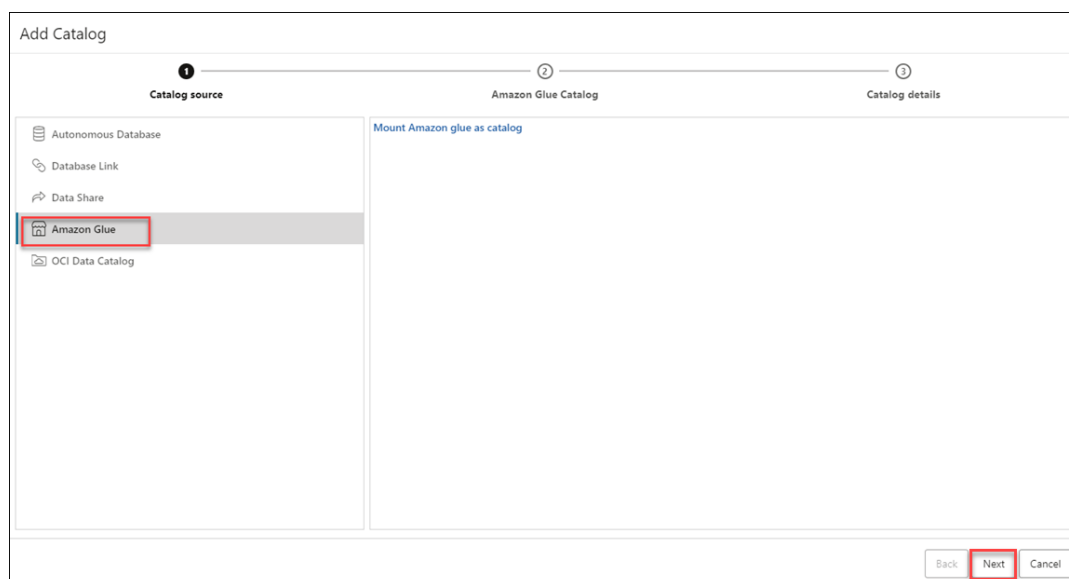 Add Catalog
1 2 3
Catalog source Amazon Glue Catalog Catalog details
Autonomous Database
Database Link
Data Share
Amazon Glue
OCI Data Catalog
Mount Amazon glue as catalog
Back Next Cancel